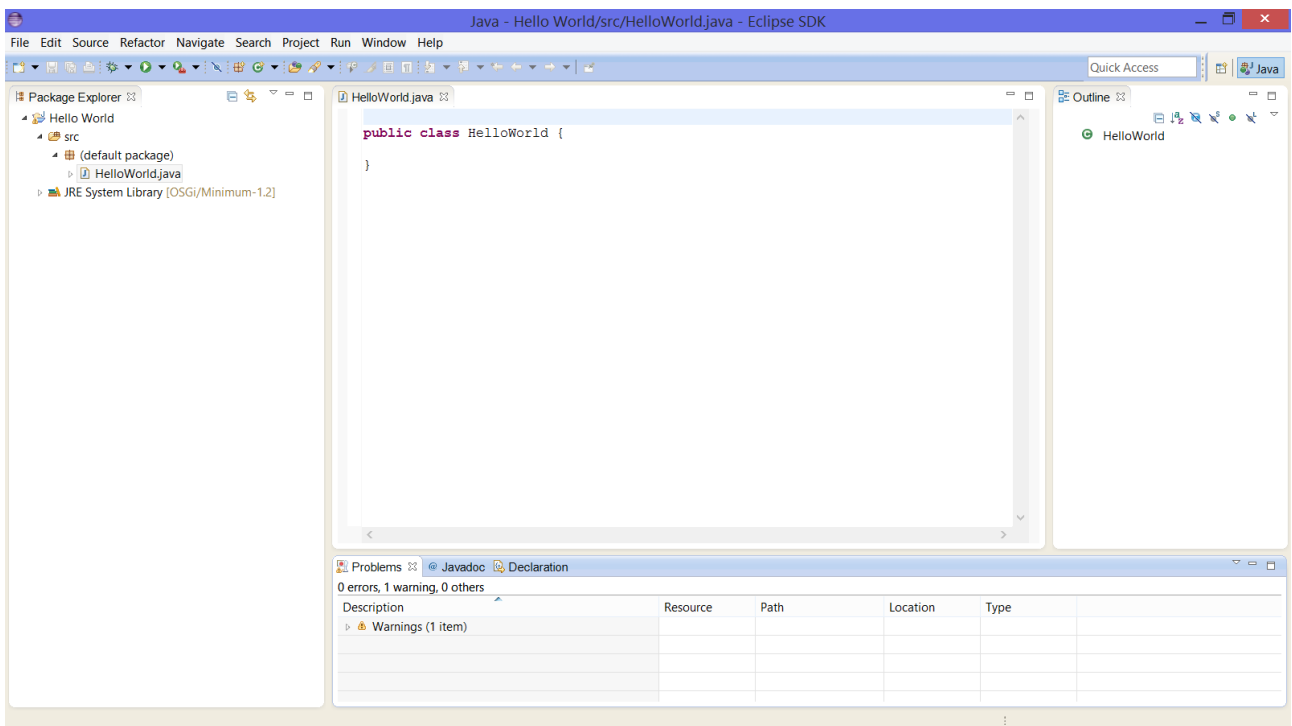 Java - Hello World/src/HelloWorld.java - Eclipse SDK
File Edit Source Refactor Navigate Search Project Run Window Help
Quick Access
Java
Package Explorer
Hello World
src
(default package)
HelloWorld.java
JRE System Library [OSGi/Minimum-1.2]
HelloWorld.java
public class HelloWorld {
}
Outline
HelloWorld
Problems @ Javadoc Declaration
0 errors, 1 warning, 0 others
Description Resource Path Location Type
Warnings (1 item)